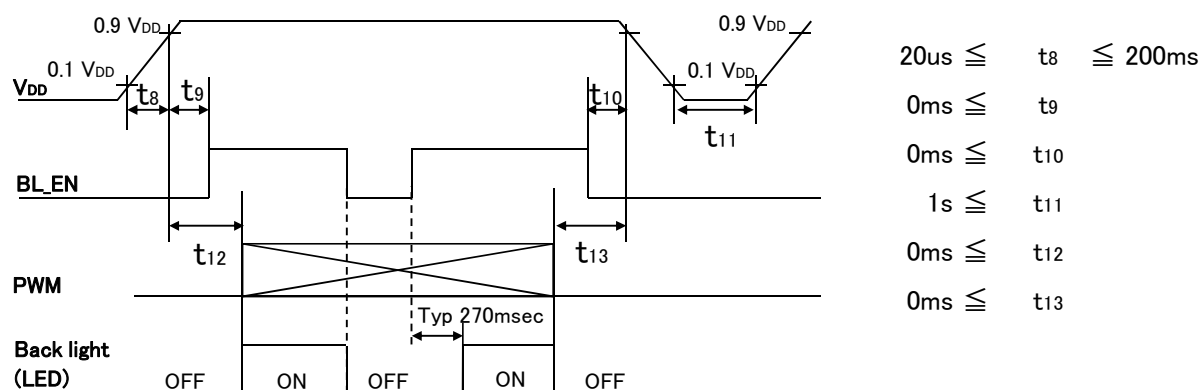 0.9 VDD
0.9 VDD
0.1 VDD
0.1 VDD
VDD
t8
t9
t10
t11
20us ≦ t8 ≦ 200ms
0ms ≦ t9
0ms ≦ t10
1s ≦ t11
0ms ≦ t12
0ms ≦ t13
BL_EN
t12
t13
PWM
Typ 270msec
Back light
(LED)
OFF
ON
OFF
ON
OFF